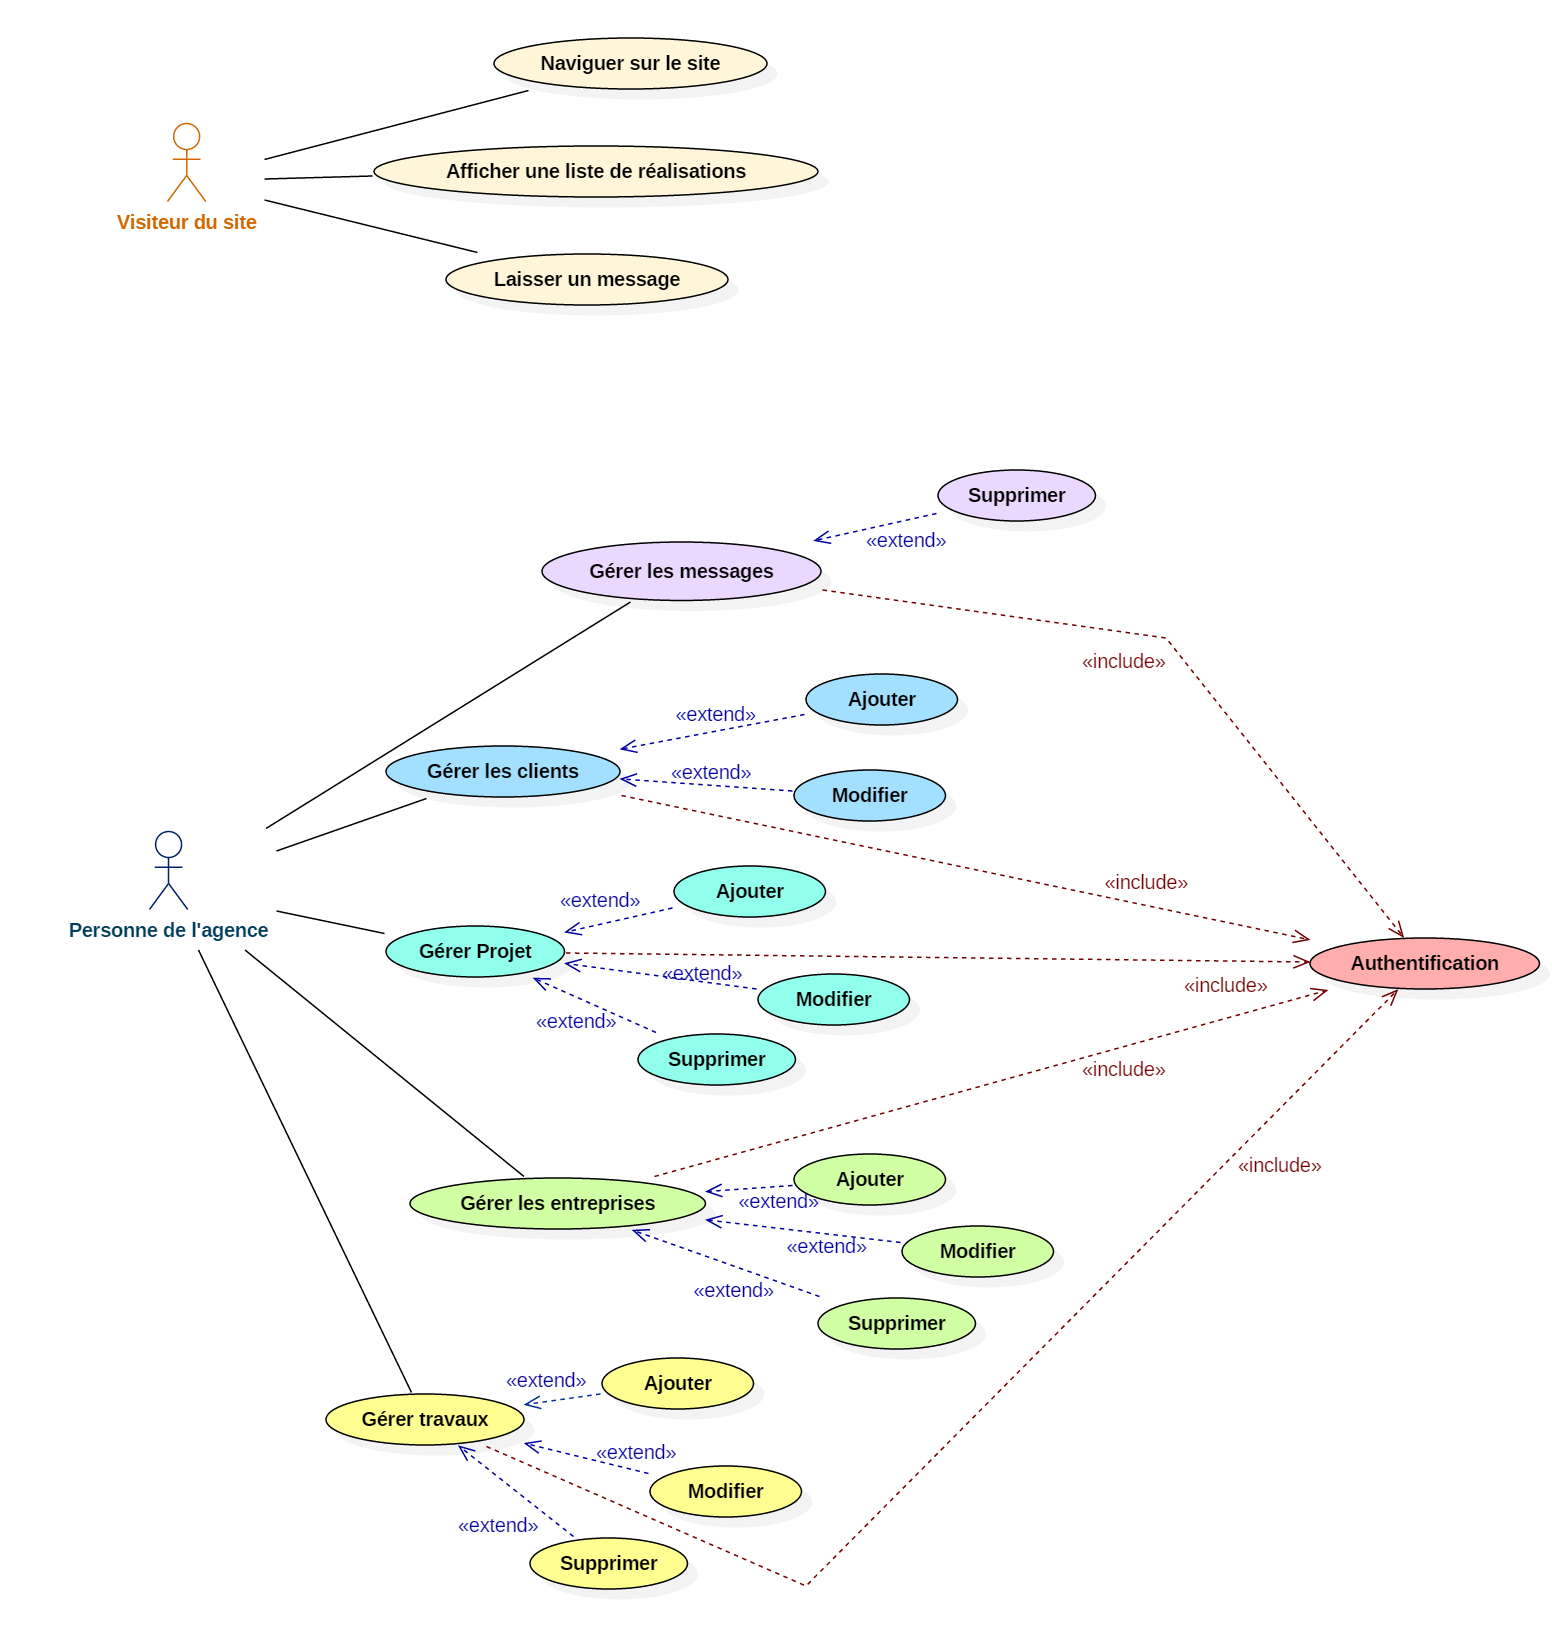 Naviguer sur le site
Afficher une liste de réalisations
Visiteur du site
Laisser un message
Supprimer
«extend»
Gérer les messages
«include»
Ajouter
«extend»
Gérer les clients
«extend»
Modifier
«include»
Ajouter
«extend»
Personne de l'agence
Gérer Projet
Authentification
«extend»
«include»
Modifier
«extend»
Supprimer
«include»
«include»
Ajouter
«extend»
Gérer les entreprises
«extend»
Modifier
«extend»
Supprimer
«extend»
Ajouter
Gérer travaux
«extend»
Modifier
«extend»
Supprimer